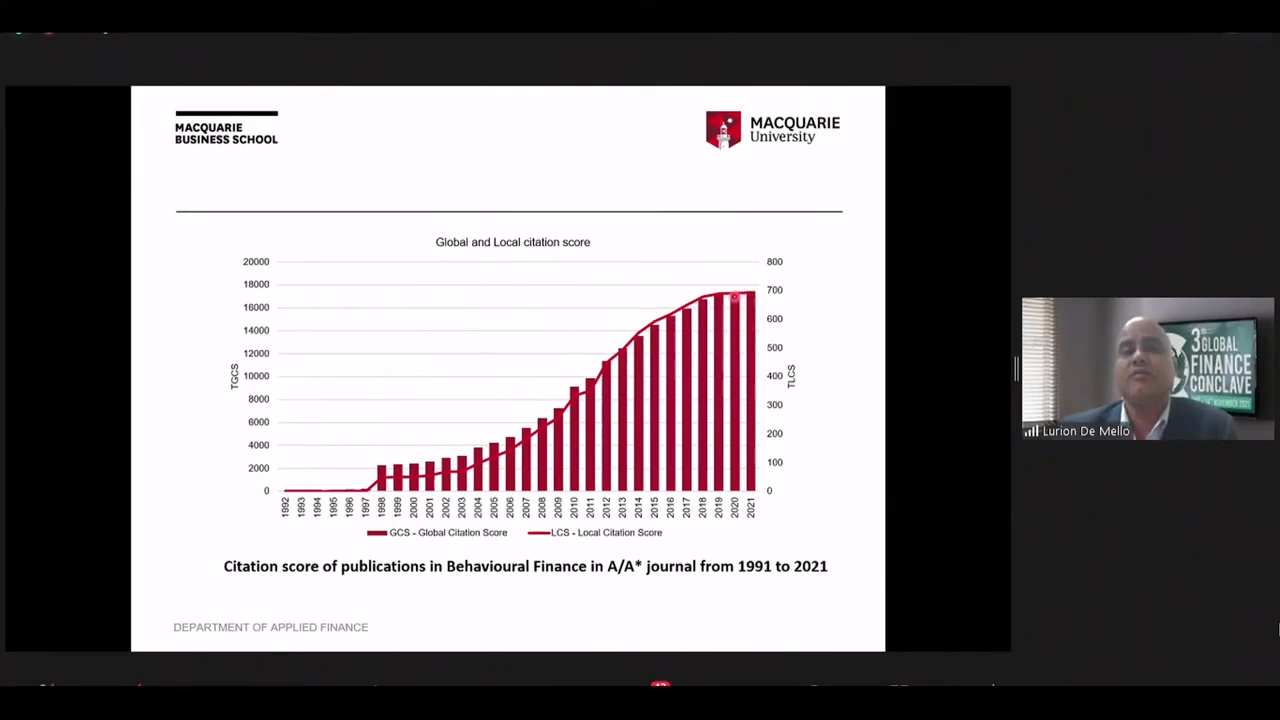 MACQUARIE
BUSINESS SCHOOL
MACQUARIE
University
Global and Local citation score
20000
18000
16000
14000
12000
10000
8000
6000
4000
2000
0
TGCS
800
700
600
500
400
300
200
100
0
TLCS
1992 1993 1994 1995 1996 1997 1998 1999 2000 2001 2002 2003 2004 2005 2006 2007 2008 2009 2010 2011 2012 2013 2014 2015 2016 2017 2018 2019 2020 2021
GCS - Global Citation Score LCS - Local Citation Score
Citation score of publications in Behavioural Finance in A/A* journal from 1991 to 2021
DEPARTMENT OF APPLIED FINANCE
3
GLOBAL
FINANCE
CONCLAVE
NOVEMBER 2021
Lurion De Mello